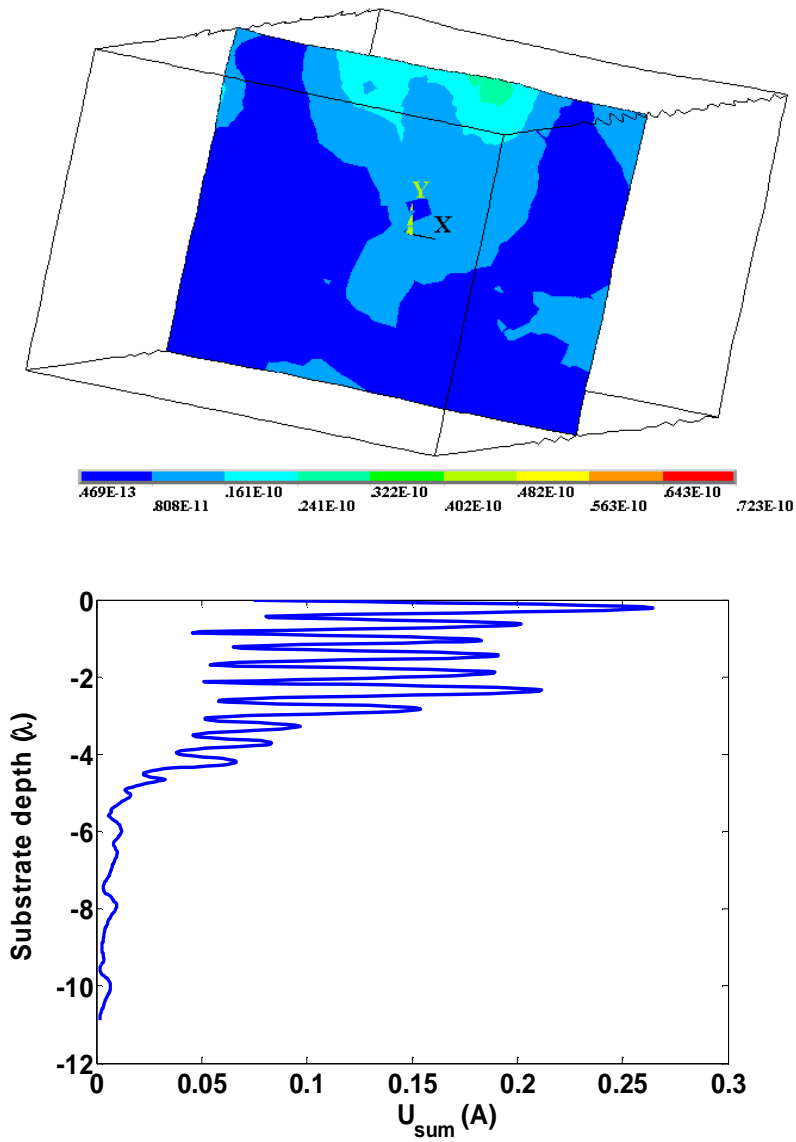 Y
X
.469E-13
.808E-11
.161E-10
.241E-10
.322E-10
.402E-10
.482E-10
.563E-10
.643E-10
.723E-10
0
-2
-4
-6
-8
-10
-12
Substrate depth (λ)
0
0.05
0.1
0.15
0.2
0.25
0.3
Usum (A)